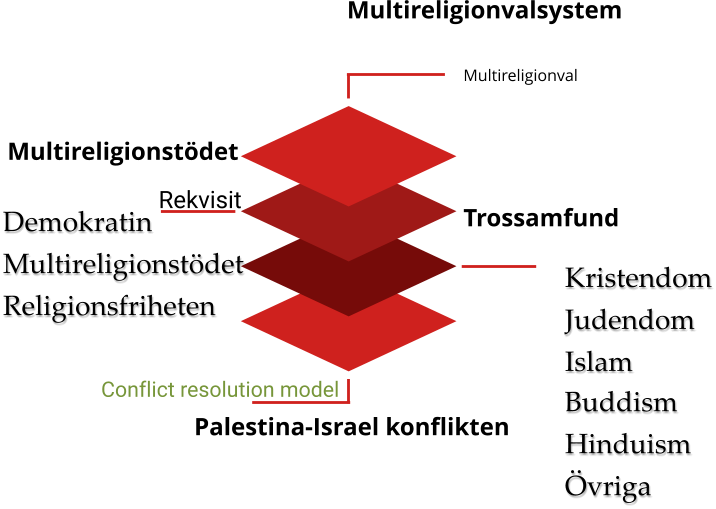 Multireligionvalsystem
Multireligionval
Multireligionstödet
Rekvisit
Demokratin
Multireligionstödet
Religionsfriheten
Trossamfund
Kristendom
Judendom
Islam
Buddism
Hinduism
Övriga
Conflict resolution model
Palestina-Israel konflikten